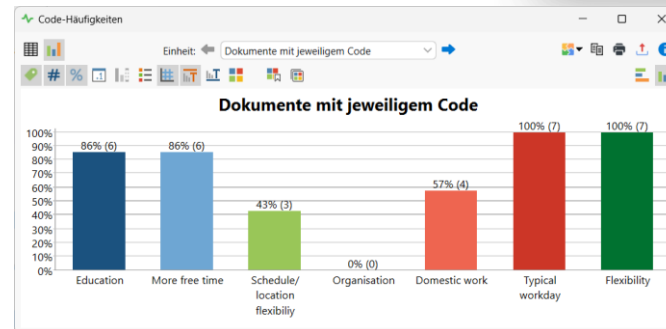 Code-Häufigkeiten
Einheit: Dokumente mit jeweiligem Code
# %
Dokumente mit jeweiligem Code
100%
90%
80%
70%
60%
50%
40%
30%
20%
10%
0%
86% (6)
86% (6)
43% (3)
0% (0)
57% (4)
100% (7)
100% (7)
Education
More free time
Schedule/
location
flexibiliy
Organisation
Domestic work
Typical
workday
Flexibility